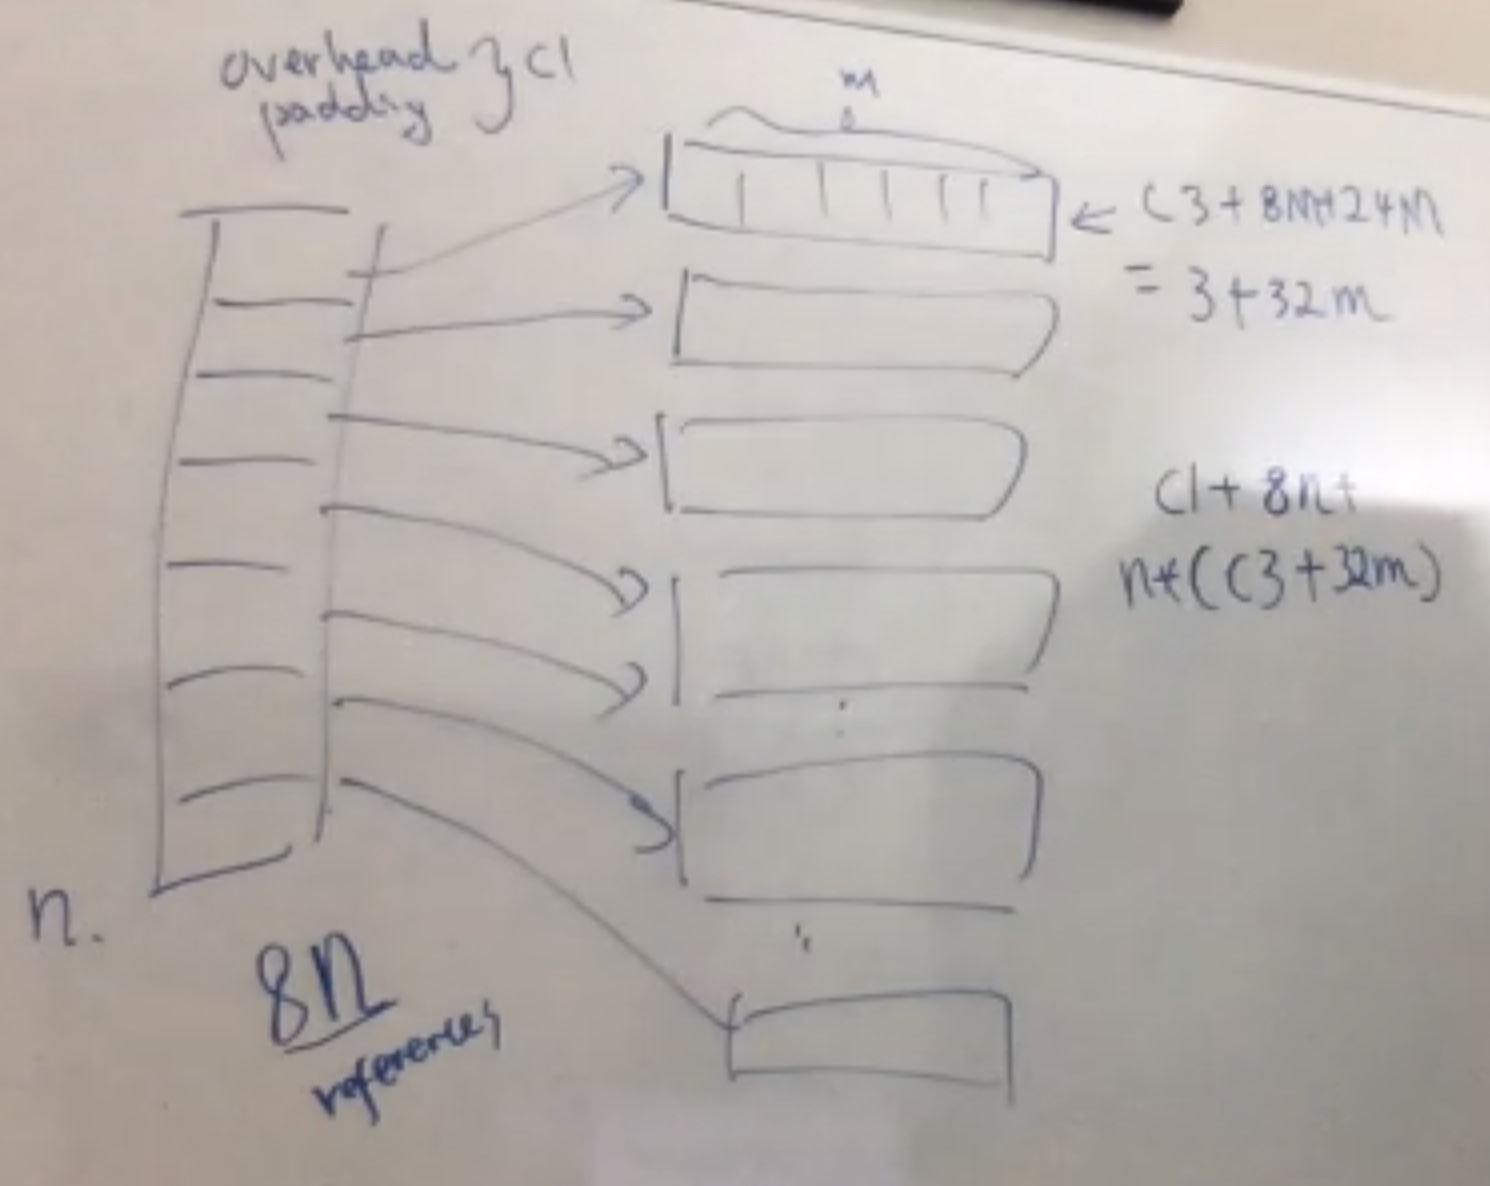 overhead } C1
padding
m
← C3 + 8M+24M
= 3+32m
C1+ 8n+
n*(C3+32m)
n.
8n
references